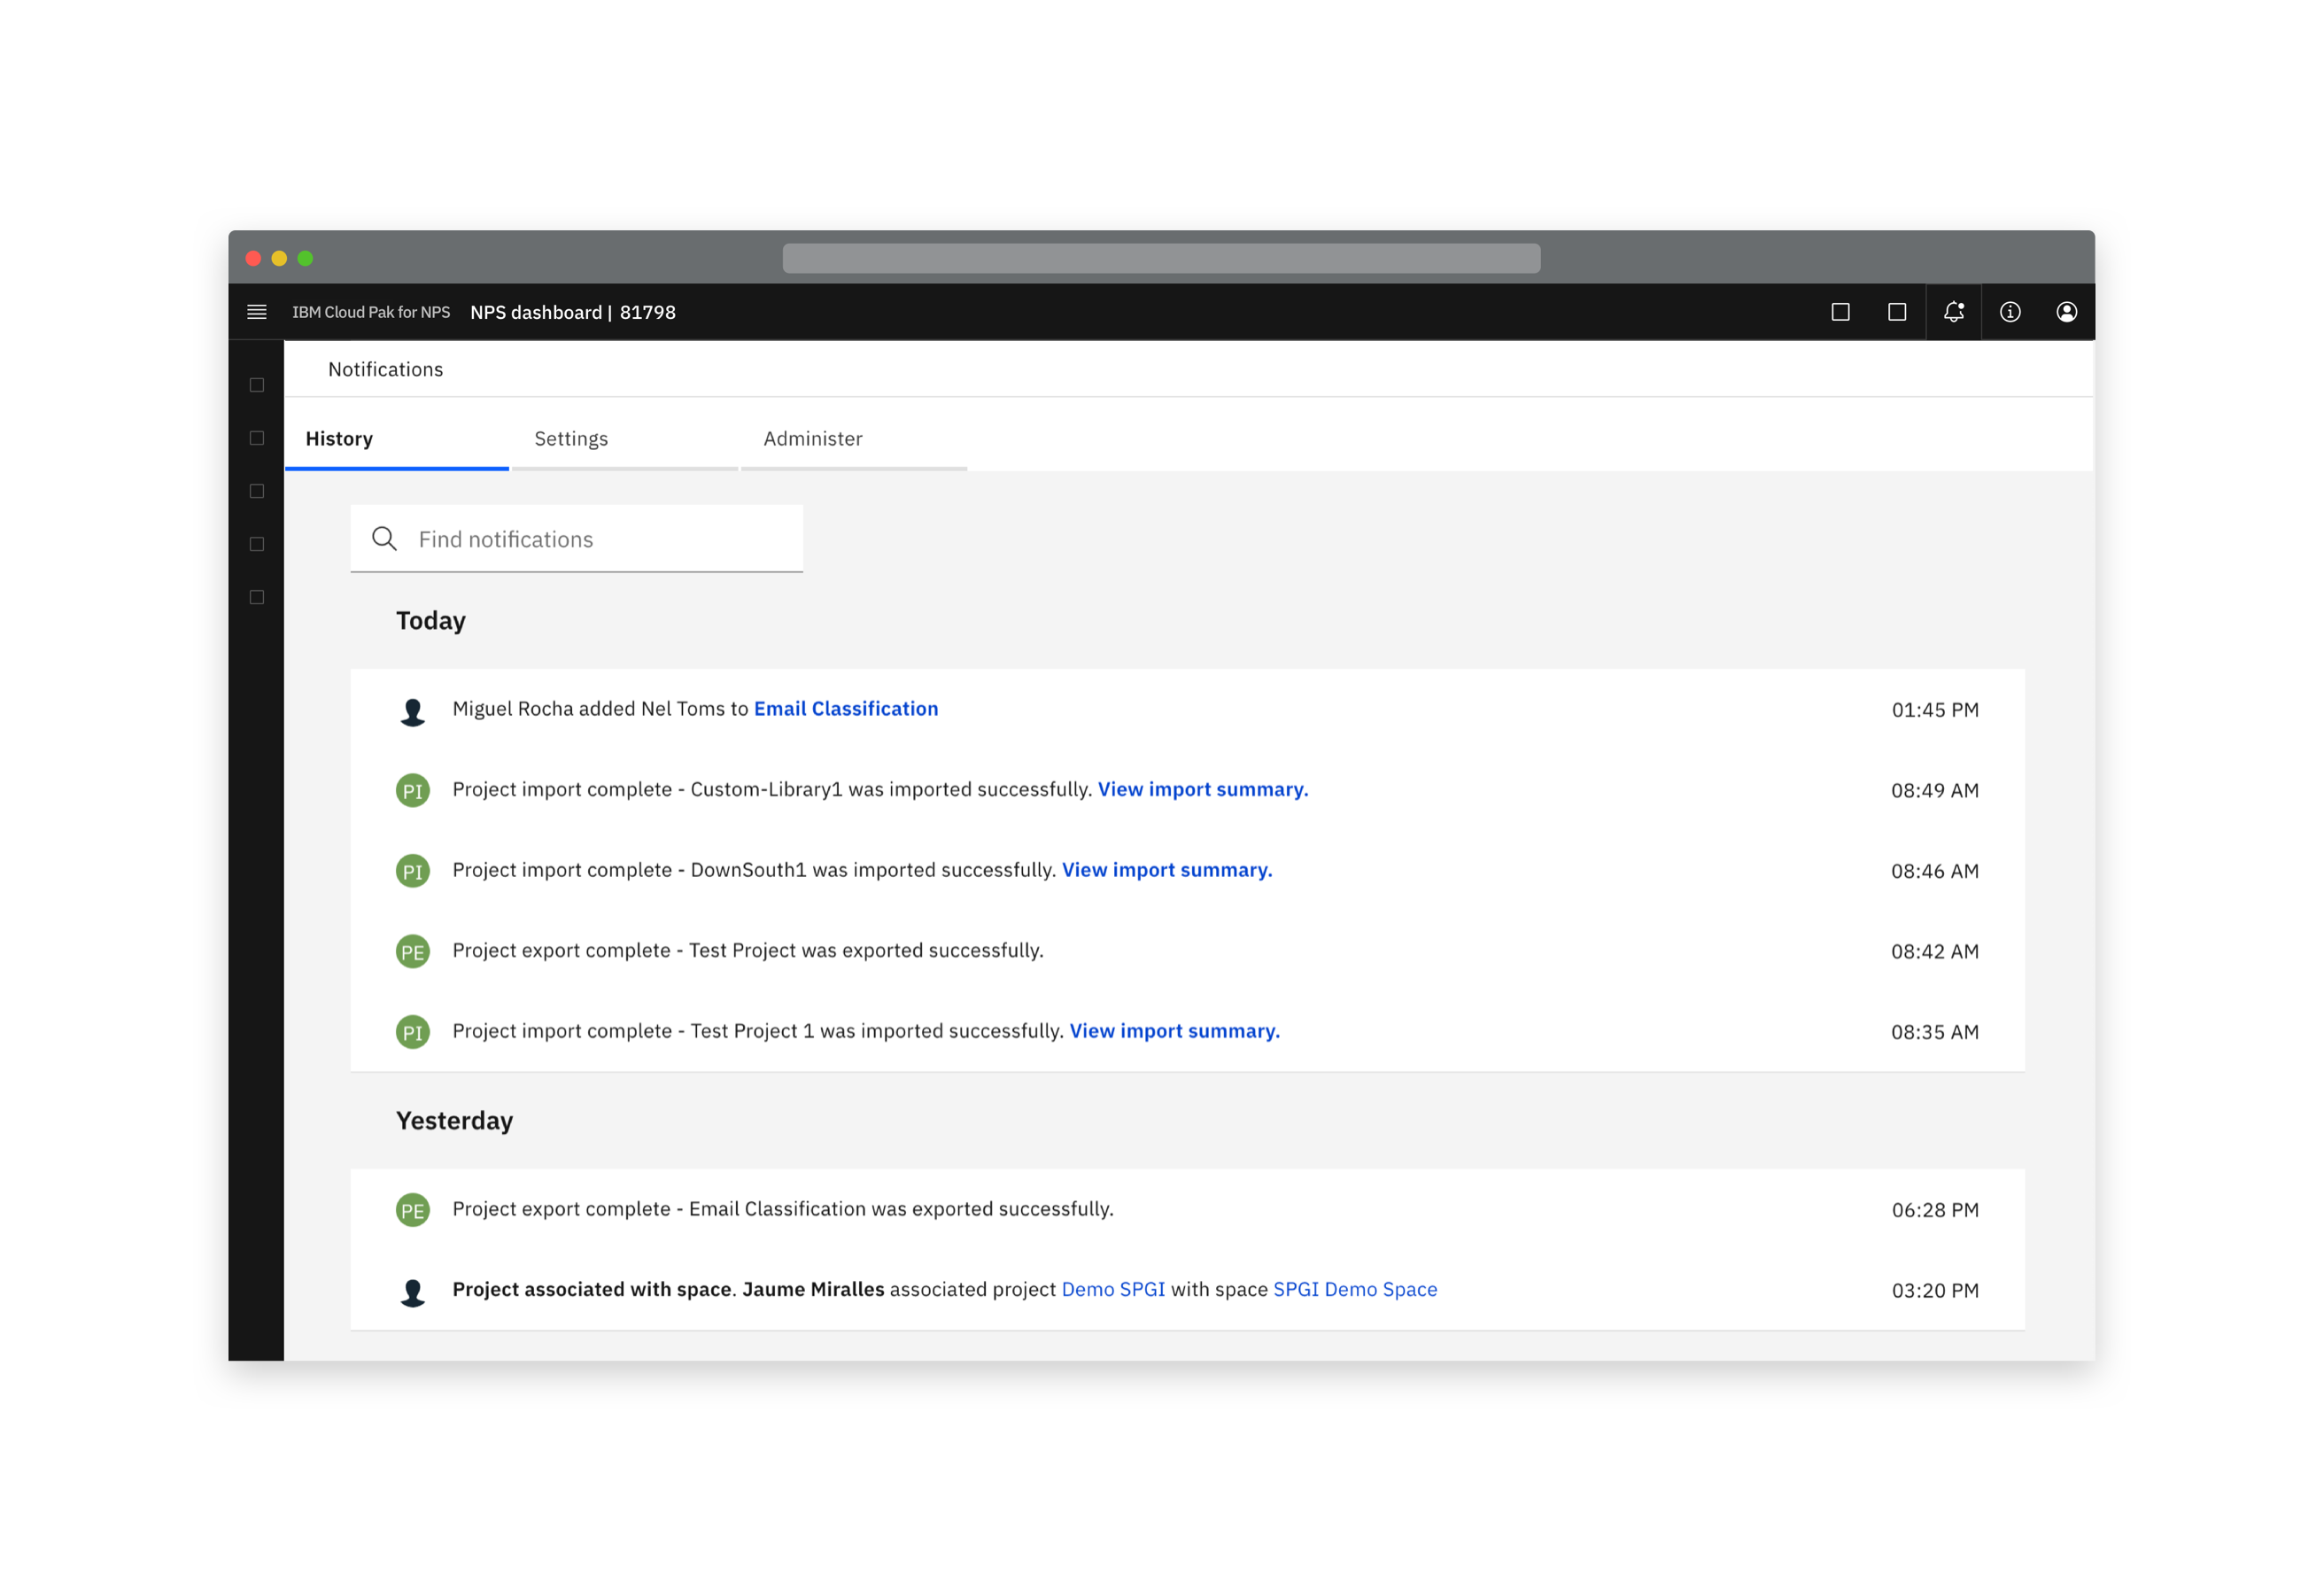 IBM Cloud Pak for NPS NPS dashboard | 81798
Notifications
History Settings Administer
Find notifications
Today
Miguel Rocha added Nel Toms to Email Classification 01:45 PM
PI Project import complete - Custom-Library1 was imported successfully. View import summary. 08:49 AM
PI Project import complete - DownSouth1 was imported successfully. View import summary. 08:46 AM
PE Project export complete - Test Project was exported successfully. 08:42 AM
PI Project import complete - Test Project 1 was imported successfully. View import summary. 08:35 AM
Yesterday
PE Project export complete - Email Classification was exported successfully. 06:28 PM
Project associated with space. Jaume Miralles associated project Demo SPGI with space SPGI Demo Space 03:20 PM